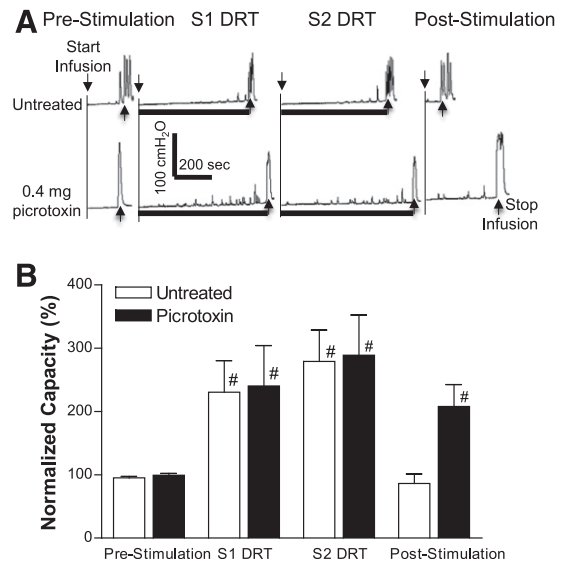 A Pre-Stimulation S1 DRT S2 DRT Post-Stimulation
Start
Infusion
Untreated
100 cmH2O
200 sec
0.4 mg
picrotoxin
Stop
Infusion
B
Normalized Capacity (%)
400
300
200
100
0
Untreated
Picrotoxin
# # # # #
Pre-Stimulation S1 DRT S2 DRT Post-Stimulation